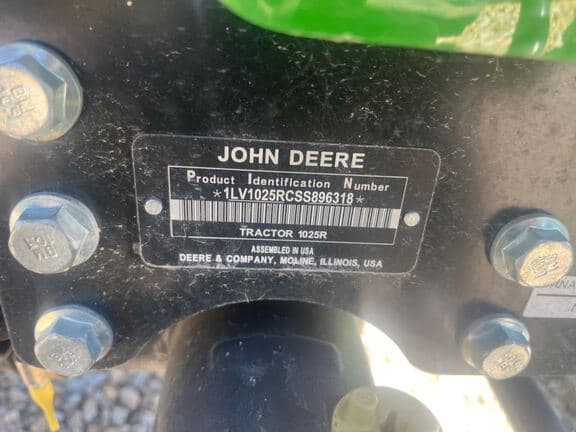 JOHN DEERE
Product Identification Number
*1LV1025RCSS896318*
TRACTOR 1025R
ASSEMBLED IN USA
DEERE & COMPANY, MOLINE, ILLINOIS, USA